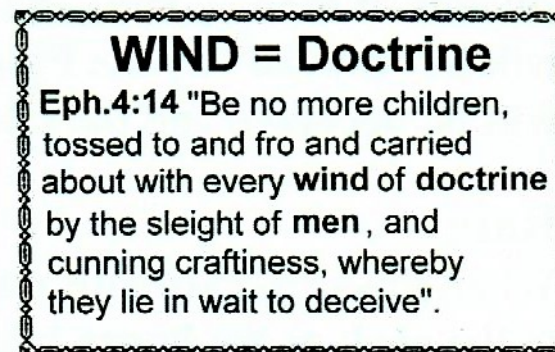 WIND = Doctrine
Eph.4:14 "Be no more children,
tossed to and fro and carried
about with every wind of doctrine
by the sleight of men, and
cunning craftiness, whereby
they lie in wait to deceive".